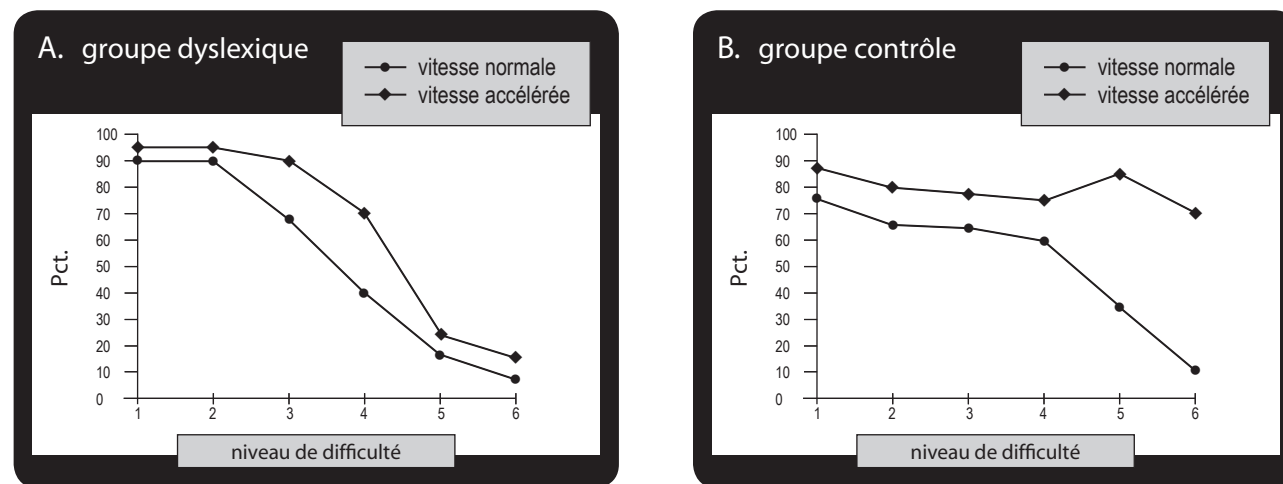 A. groupe dyslexique
vitesse normale
vitesse accélérée
100
90
80
70
60
50
40
30
20
10
0
Pct.
1 2 3 4 5 6
niveau de difficulté
B. groupe contrôle
vitesse normale
vitesse accélérée
100
90
80
70
60
50
40
30
20
10
0
Pct.
1 2 3 4 5 6
niveau de difficulté